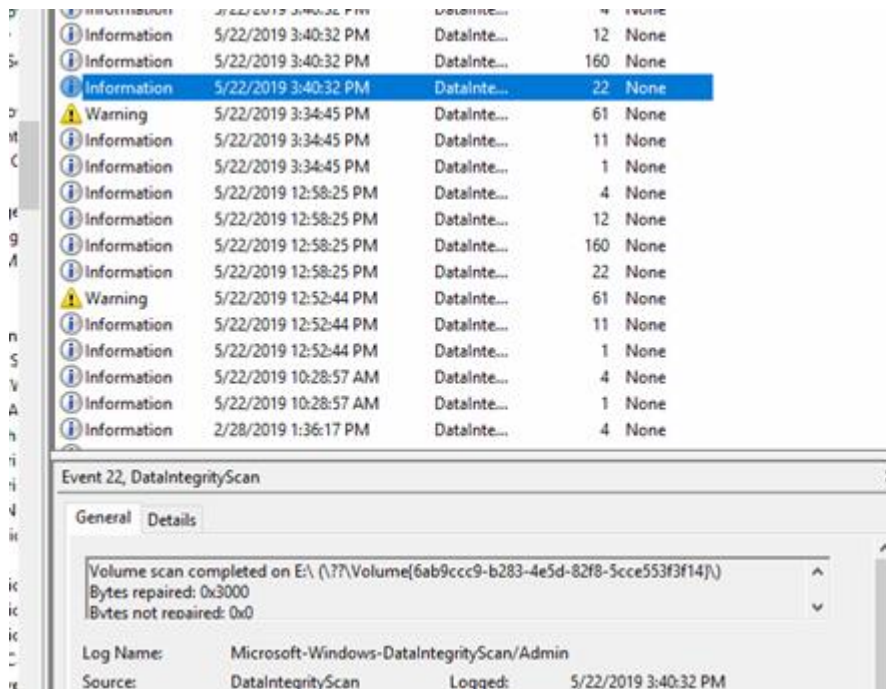 4 None
Information 5/22/2019 3:40:32 PM DataInte... 12 None
Information 5/22/2019 3:40:32 PM DataInte... 160 None
Information 5/22/2019 3:40:32 PM DataInte... 22 None
Warning 5/22/2019 3:34:45 PM DataInte... 61 None
Information 5/22/2019 3:34:45 PM DataInte... 11 None
Information 5/22/2019 3:34:45 PM DataInte... 1 None
Information 5/22/2019 12:58:25 PM DataInte... 4 None
Information 5/22/2019 12:58:25 PM DataInte... 12 None
Information 5/22/2019 12:58:25 PM DataInte... 160 None
Information 5/22/2019 12:58:25 PM DataInte... 22 None
Warning 5/22/2019 12:52:44 PM DataInte... 61 None
Information 5/22/2019 12:52:44 PM DataInte... 11 None
Information 5/22/2019 12:52:44 PM DataInte... 1 None
Information 5/22/2019 10:28:57 AM DataInte... 4 None
Information 5/22/2019 10:28:57 AM DataInte... 1 None
Information 2/28/2019 1:36:17 PM DataInte... 4 None
Event 22, DataIntegrityScan
General Details
Volume scan completed on E:\ (\??\Volume{6ab9ccc9-b283-4e5d-82f8-5cce553f3f14}\)
Bytes repaired: 0x3000
Bytes not repaired: 0x0
Log Name: Microsoft-Windows-DataIntegrityScan/Admin
Source: DataIntegrityScan Logged: 5/22/2019 3:40:32 PM